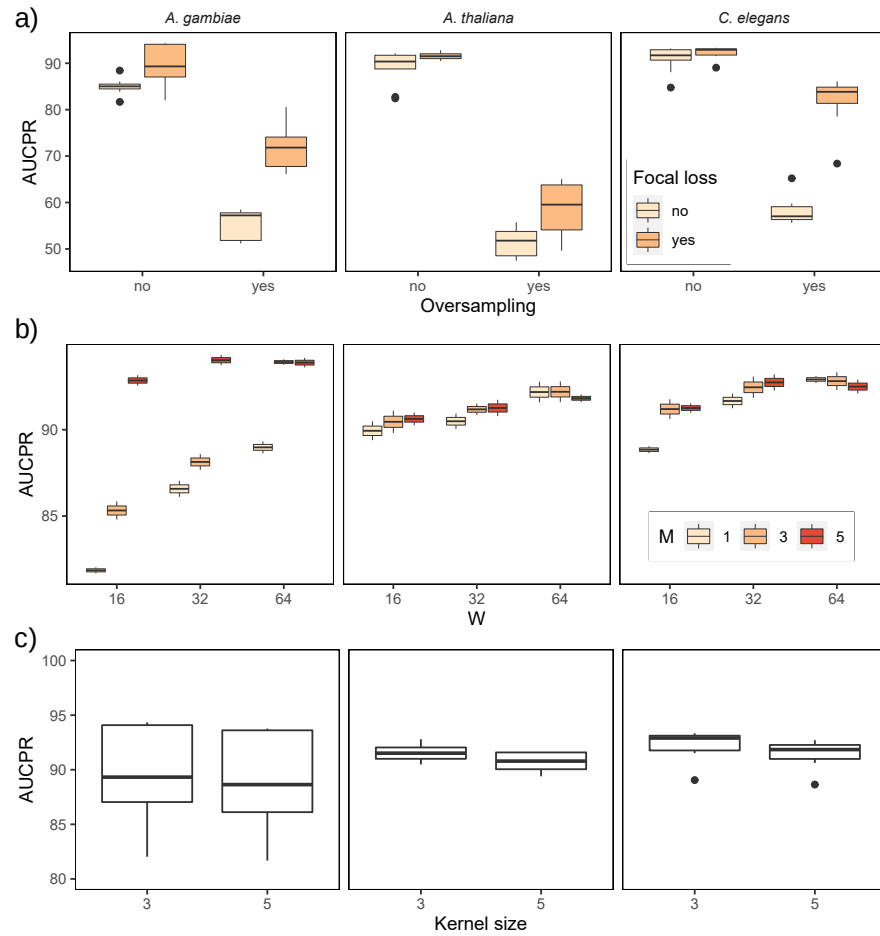 a)
A. gambiae
A. thaliana
C. elegans
AUCPR
90
80
70
60
50
Focal loss
no
yes
no
yes
no
yes
no
yes
Oversampling
b)
AUCPR
90
85
M
1
3
5
16
32
64
16
32
64
16
32
64
W
c)
AUCPR
100
95
90
85
80
3
5
3
5
3
5
Kernel size